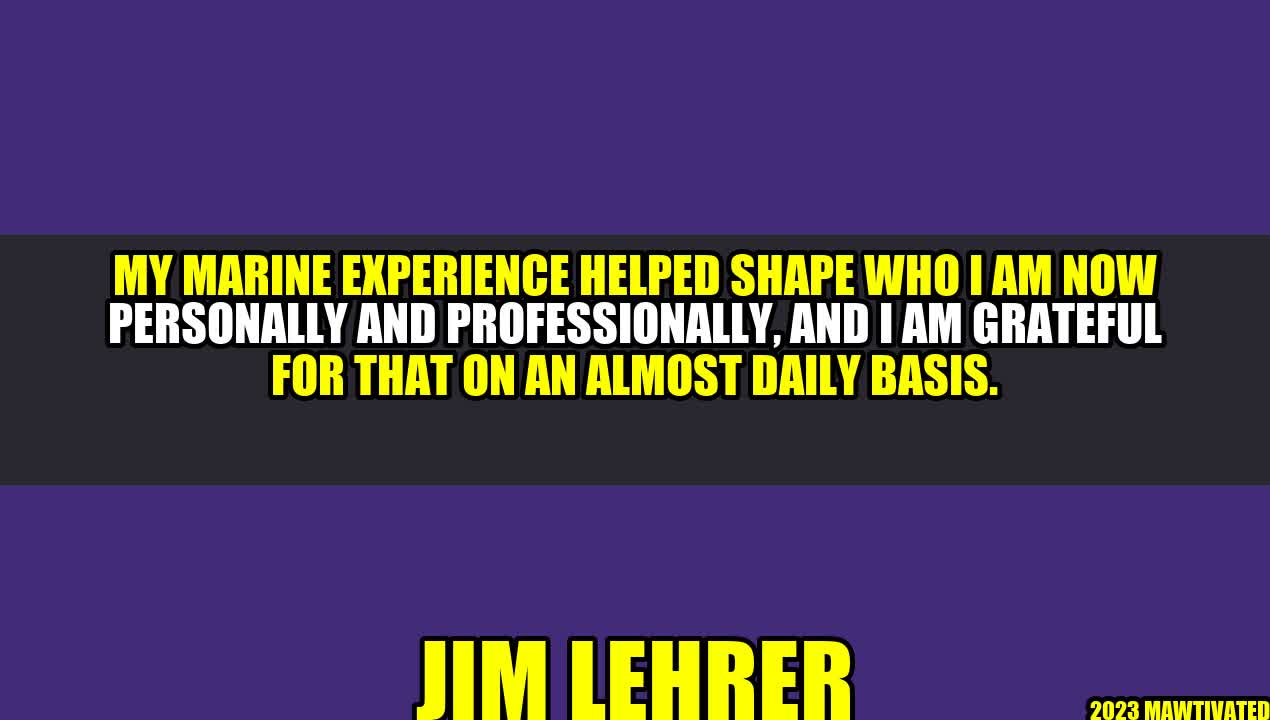 MY MARINE EXPERIENCE HELPED SHAPE WHO I AM NOW
PERSONALLY AND PROFESSIONALLY, AND I AM GRATEFUL
FOR THAT ON AN ALMOST DAILY BASIS.
JIM LEHRER
2023 MAWTIVATED